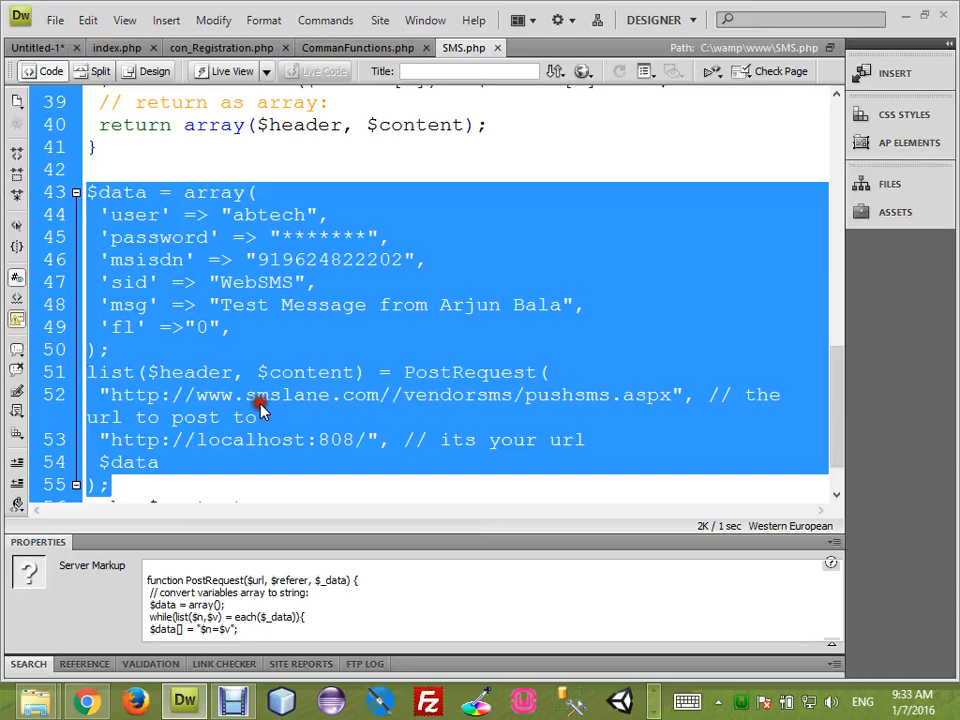 Dw File Edit View Insert Modify Format Commands Site Window Help DESIGNER
Untitled-1* index.php con_Registration.php CommanFunctions.php SMS.php Path: C:\wamp\www\SMS.php
Code Split Design Live View Live Code Title: Check Page
INSERT
CSS STYLES
AP ELEMENTS
FILES
ASSETS
39
40
41
42
43
44
45
46
47
48
49
50
51
52
53
54
55
// return as array:
return array($header, $content);
}
$data = array(
'user' => "abtech",
'password' => "*******",
'msisdn' => "919624822202",
'sid' => "WebSMS",
'msg' => "Test Message from Arjun Bala",
'fl' =>"0",
);
list($header, $content) = PostRequest(
"http://www.smslane.com//vendorsms/pushsms.aspx", // the
url to post to
"http://localhost:808/", // its your url
$data
);
2K / 1 sec Western European
PROPERTIES
Server Markup
function PostRequest($url, $referer, $_data) {
// convert variables array to string:
$data = array();
while(list($n,$v) = each($_data)){
$data[] = "$n=$v";
SEARCH REFERENCE VALIDATION LINK CHECKER SITE REPORTS FTP LOG
Dw ENG 9:33 AM
1/7/2016